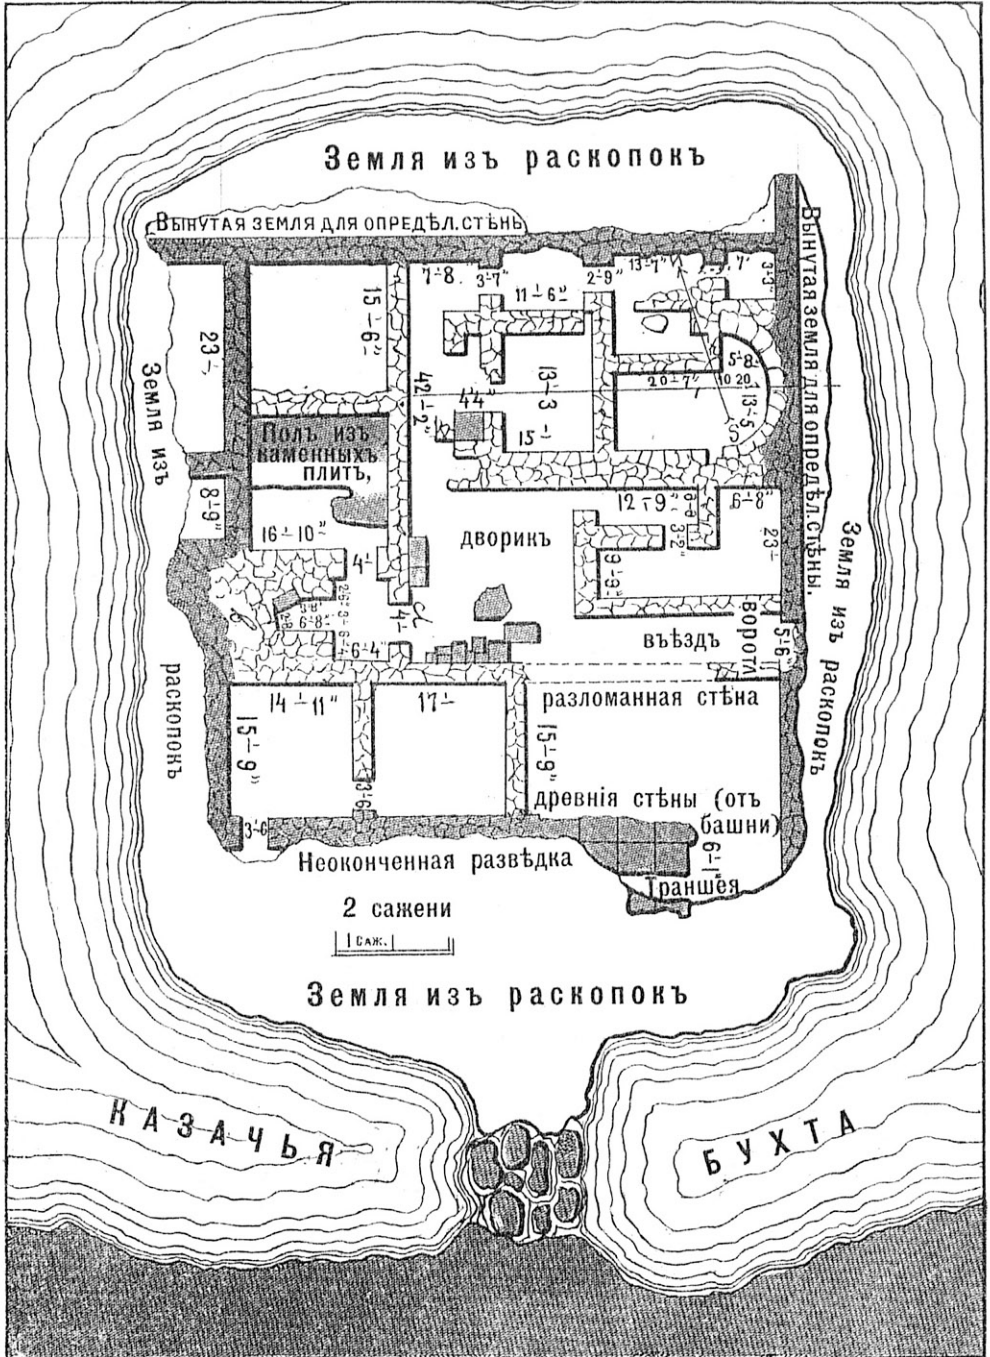 Земля изъ раскопокъ
Вынутая земля для опредѣл. стѣнъ
Вынутая земля для опредѣл. стѣны.
7'-8.
3'-7"
11'-6"
2'-9"
13'-7"
7'
3'-3"
15'-6"
23'-
42'-2"
13'-3
4'4"
15'-
5'-8
20'-7"
10 20
13'-5
S
Земля изъ
раскопокъ
Полъ изъ
каменныхъ
плитъ,
8'-9"
16'-10"
4'-
дворикъ
12'-9"
6'-8"
3'-2"
23'-
9'-9"
Земля изъ раскопокъ
6'-8"
6'-4"
4'-
въѣздъ
ворота
5'-6"
14'-11"
17'-
разломанная стѣна
15'-9"
15'-9"
3'-6"
древнія стѣны (отъ
башни)
3'-6
6'-1"
Неоконченная развѣдка
Траншея
2 сажени
1 саж.
Земля изъ раскопокъ
КАЗАЧЬЯ БУХТА